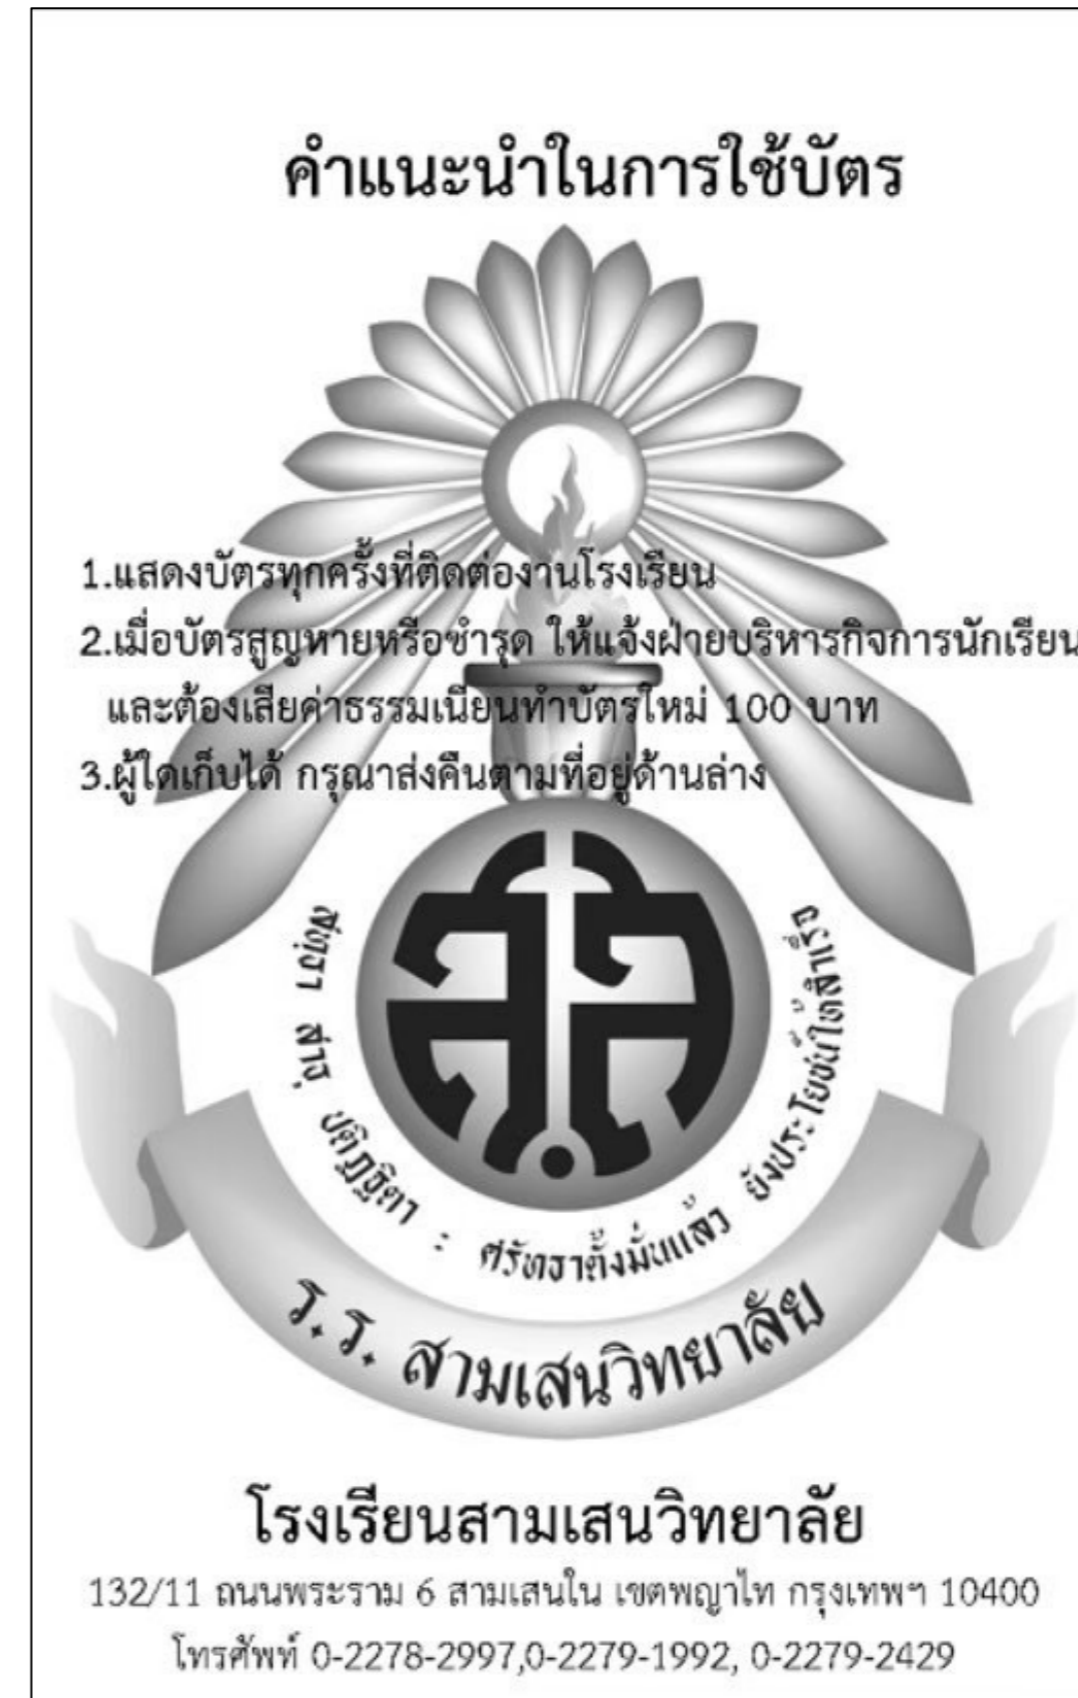 คำแนะนำในการใช้บัตร
1.แสดงบัตรทุกครั้งที่ติดต่องานโรงเรียน
2.เมื่อบัตรสูญหายหรือชำรุด ให้แจ้งฝ่ายบริหารกิจการนักเรียน
และต้องเสียค่าธรรมเนียนทำบัตรใหม่ 100 บาท
3.ผู้ใดเก็บได้ กรุณาส่งคืนตามที่อยู่ด้านล่าง
สทฺธา สาธุ ปติฏฺฐิตา : ศรัทธาตั้งมั่นแล้ว ยังประโยชน์ให้สำเร็จ
ร.ร. สามเสนวิทยาลัย
โรงเรียนสามเสนวิทยาลัย
132/11 ถนนพระราม 6 สามเสนใน เขตพญาไท กรุงเทพฯ 10400
โทรศัพท์ 0-2278-2997,0-2279-1992, 0-2279-2429